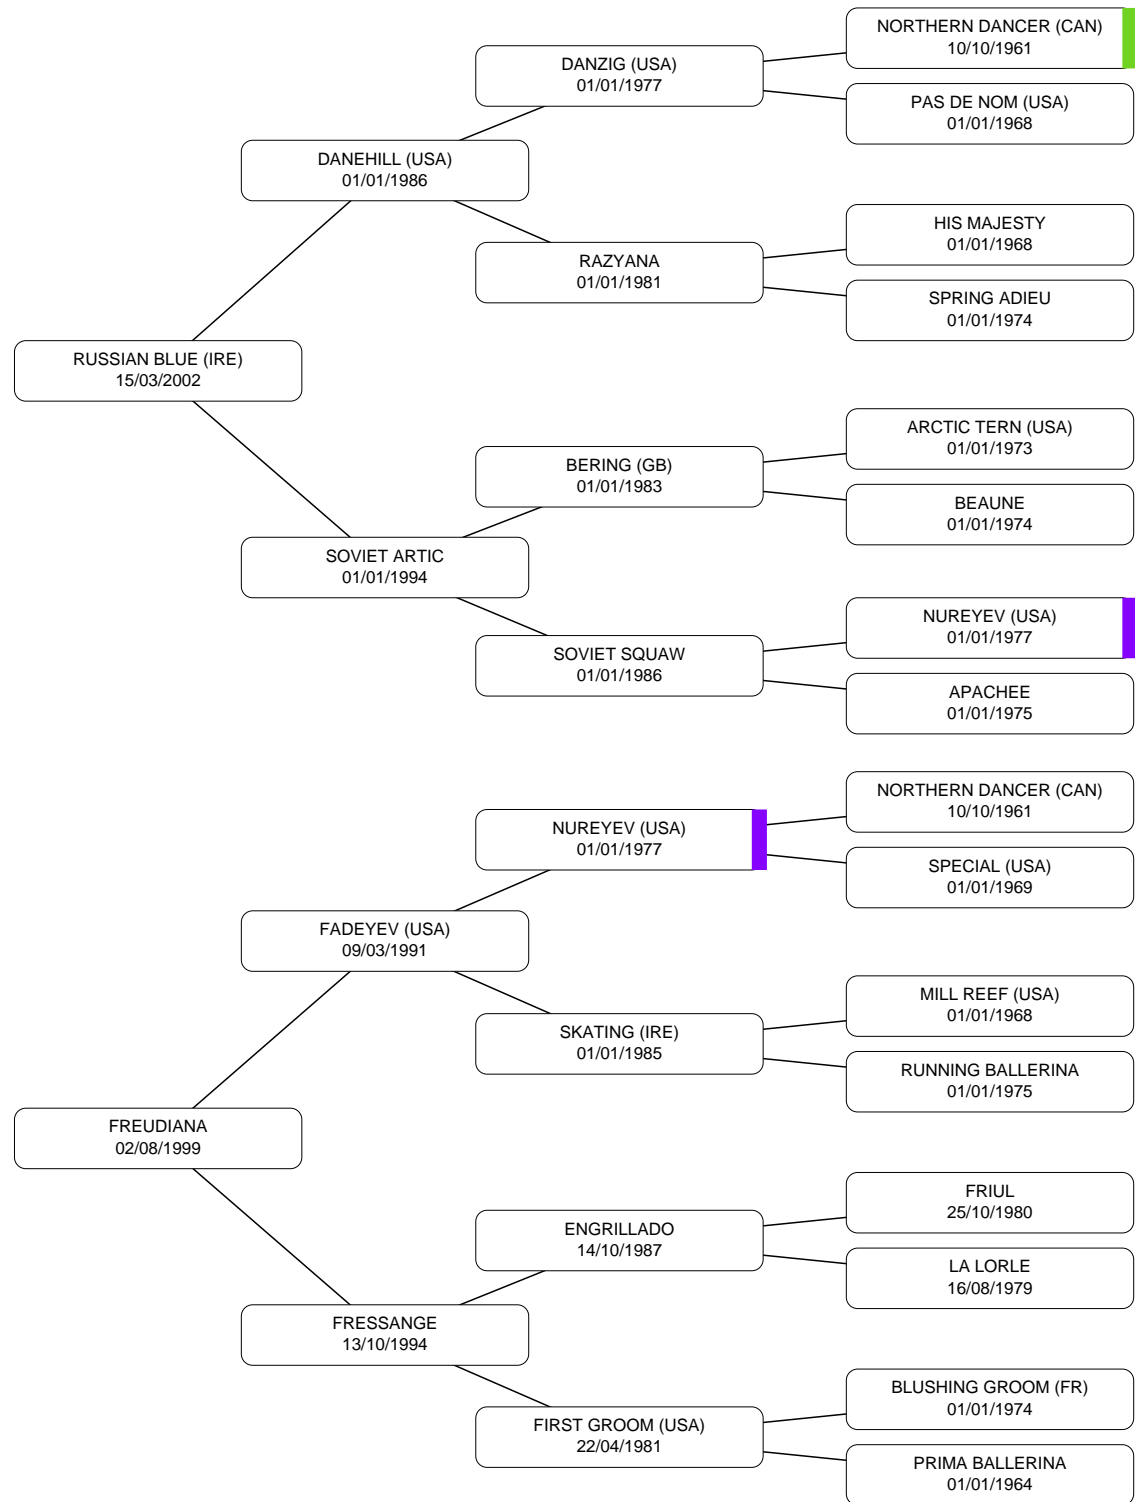 NORTHERN DANCER (CAN)
10/10/1961
DANZIG (USA)
01/01/1977
PAS DE NOM (USA)
01/01/1968
DANEHILL (USA)
01/01/1986
HIS MAJESTY
01/01/1968
RAZYANA
01/01/1981
SPRING ADIEU
01/01/1974
RUSSIAN BLUE (IRE)
15/03/2002
ARCTIC TERN (USA)
01/01/1973
BERING (GB)
01/01/1983
BEAUNE
01/01/1974
SOVIET ARTIC
01/01/1994
NUREYEV (USA)
01/01/1977
SOVIET SQUAW
01/01/1986
APACHEE
01/01/1975
NORTHERN DANCER (CAN)
10/10/1961
NUREYEV (USA)
01/01/1977
SPECIAL (USA)
01/01/1969
FADEYEV (USA)
09/03/1991
MILL REEF (USA)
01/01/1968
SKATING (IRE)
01/01/1985
RUNNING BALLERINA
01/01/1975
FREUDIANA
02/08/1999
FRIUL
25/10/1980
ENGRILLADO
14/10/1987
LA LORLE
16/08/1979
FRESSANGE
13/10/1994
BLUSHING GROOM (FR)
01/01/1974
FIRST GROOM (USA)
22/04/1981
PRIMA BALLERINA
01/01/1964